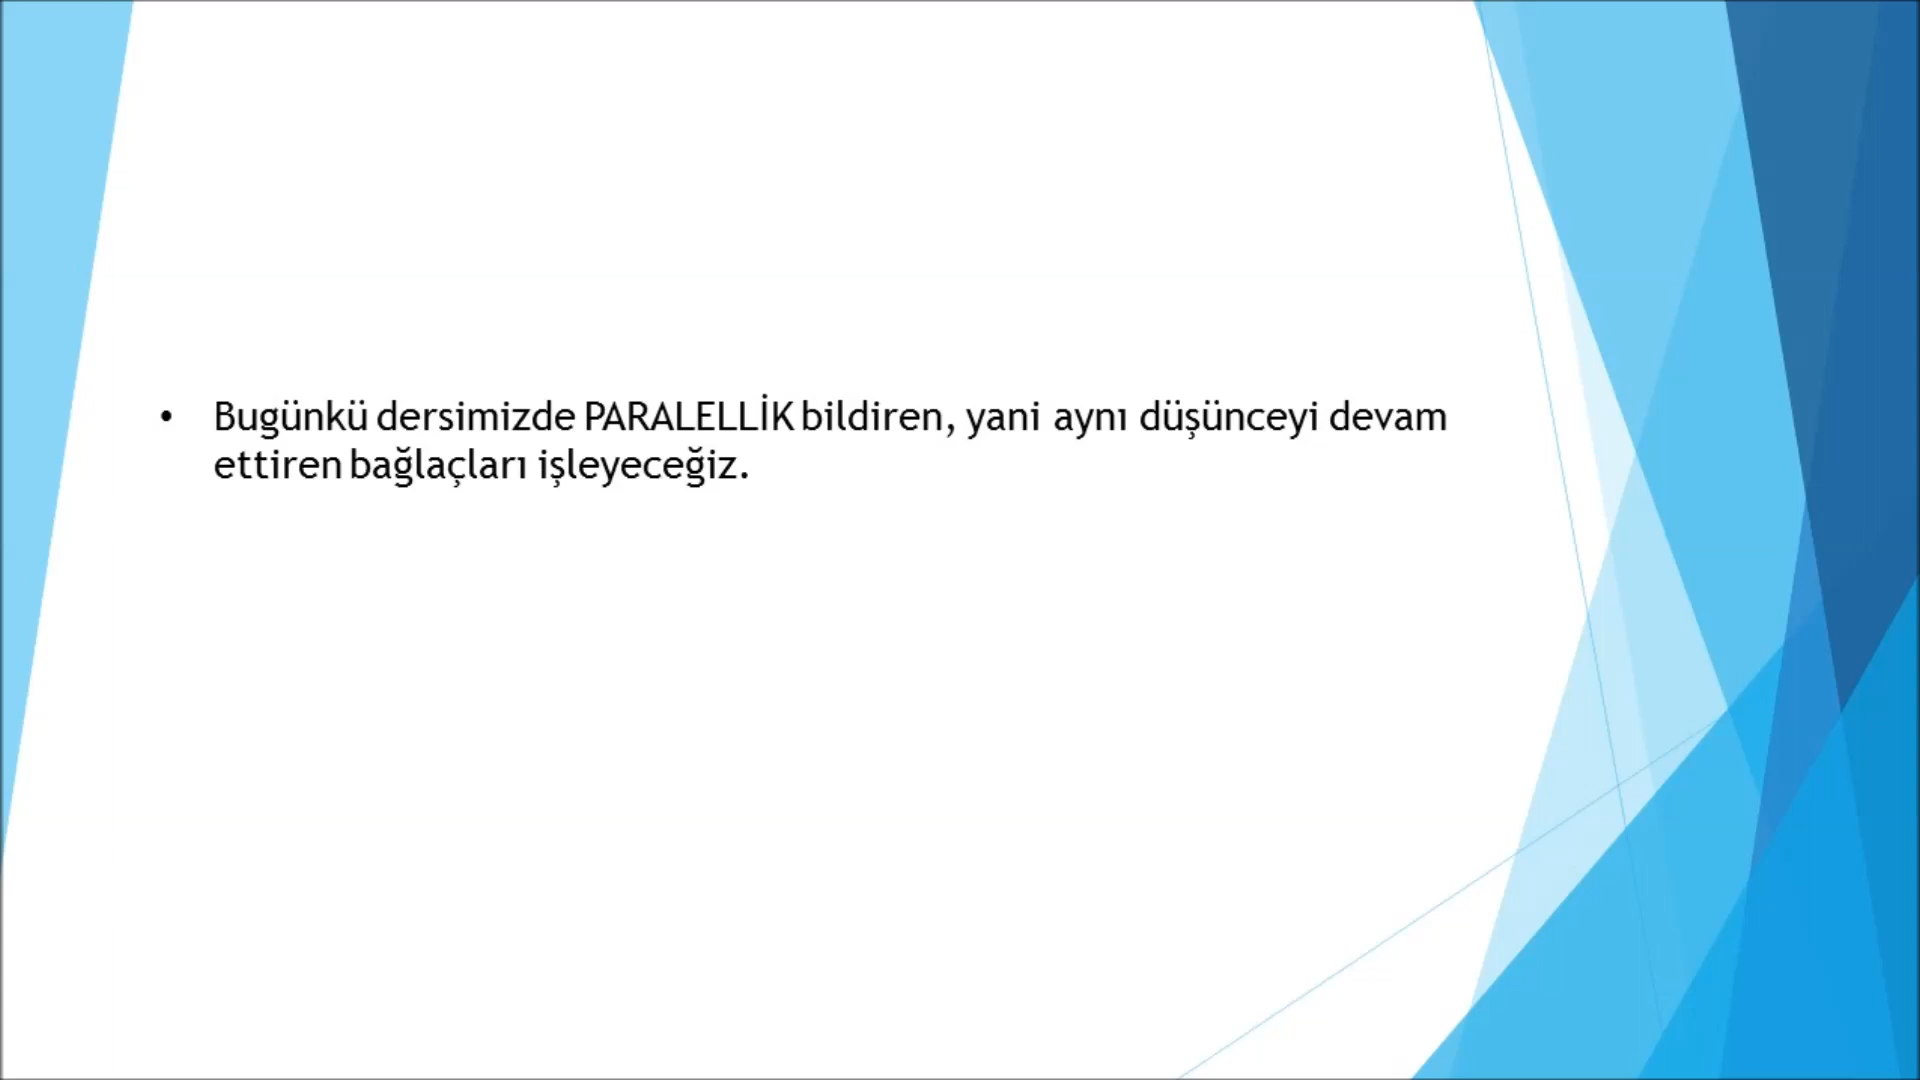 • Bugünkü dersimizde PARALELLİK bildiren, yani aynı düşünceyi devam
ettiren bağlaçları işleyeceğiz.